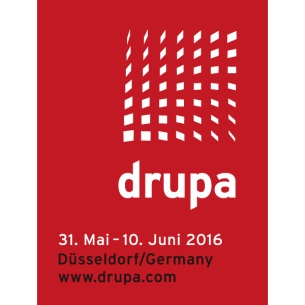 drupa
31. Mai – 10. Juni 2016
Düsseldorf/Germany
www.drupa.com